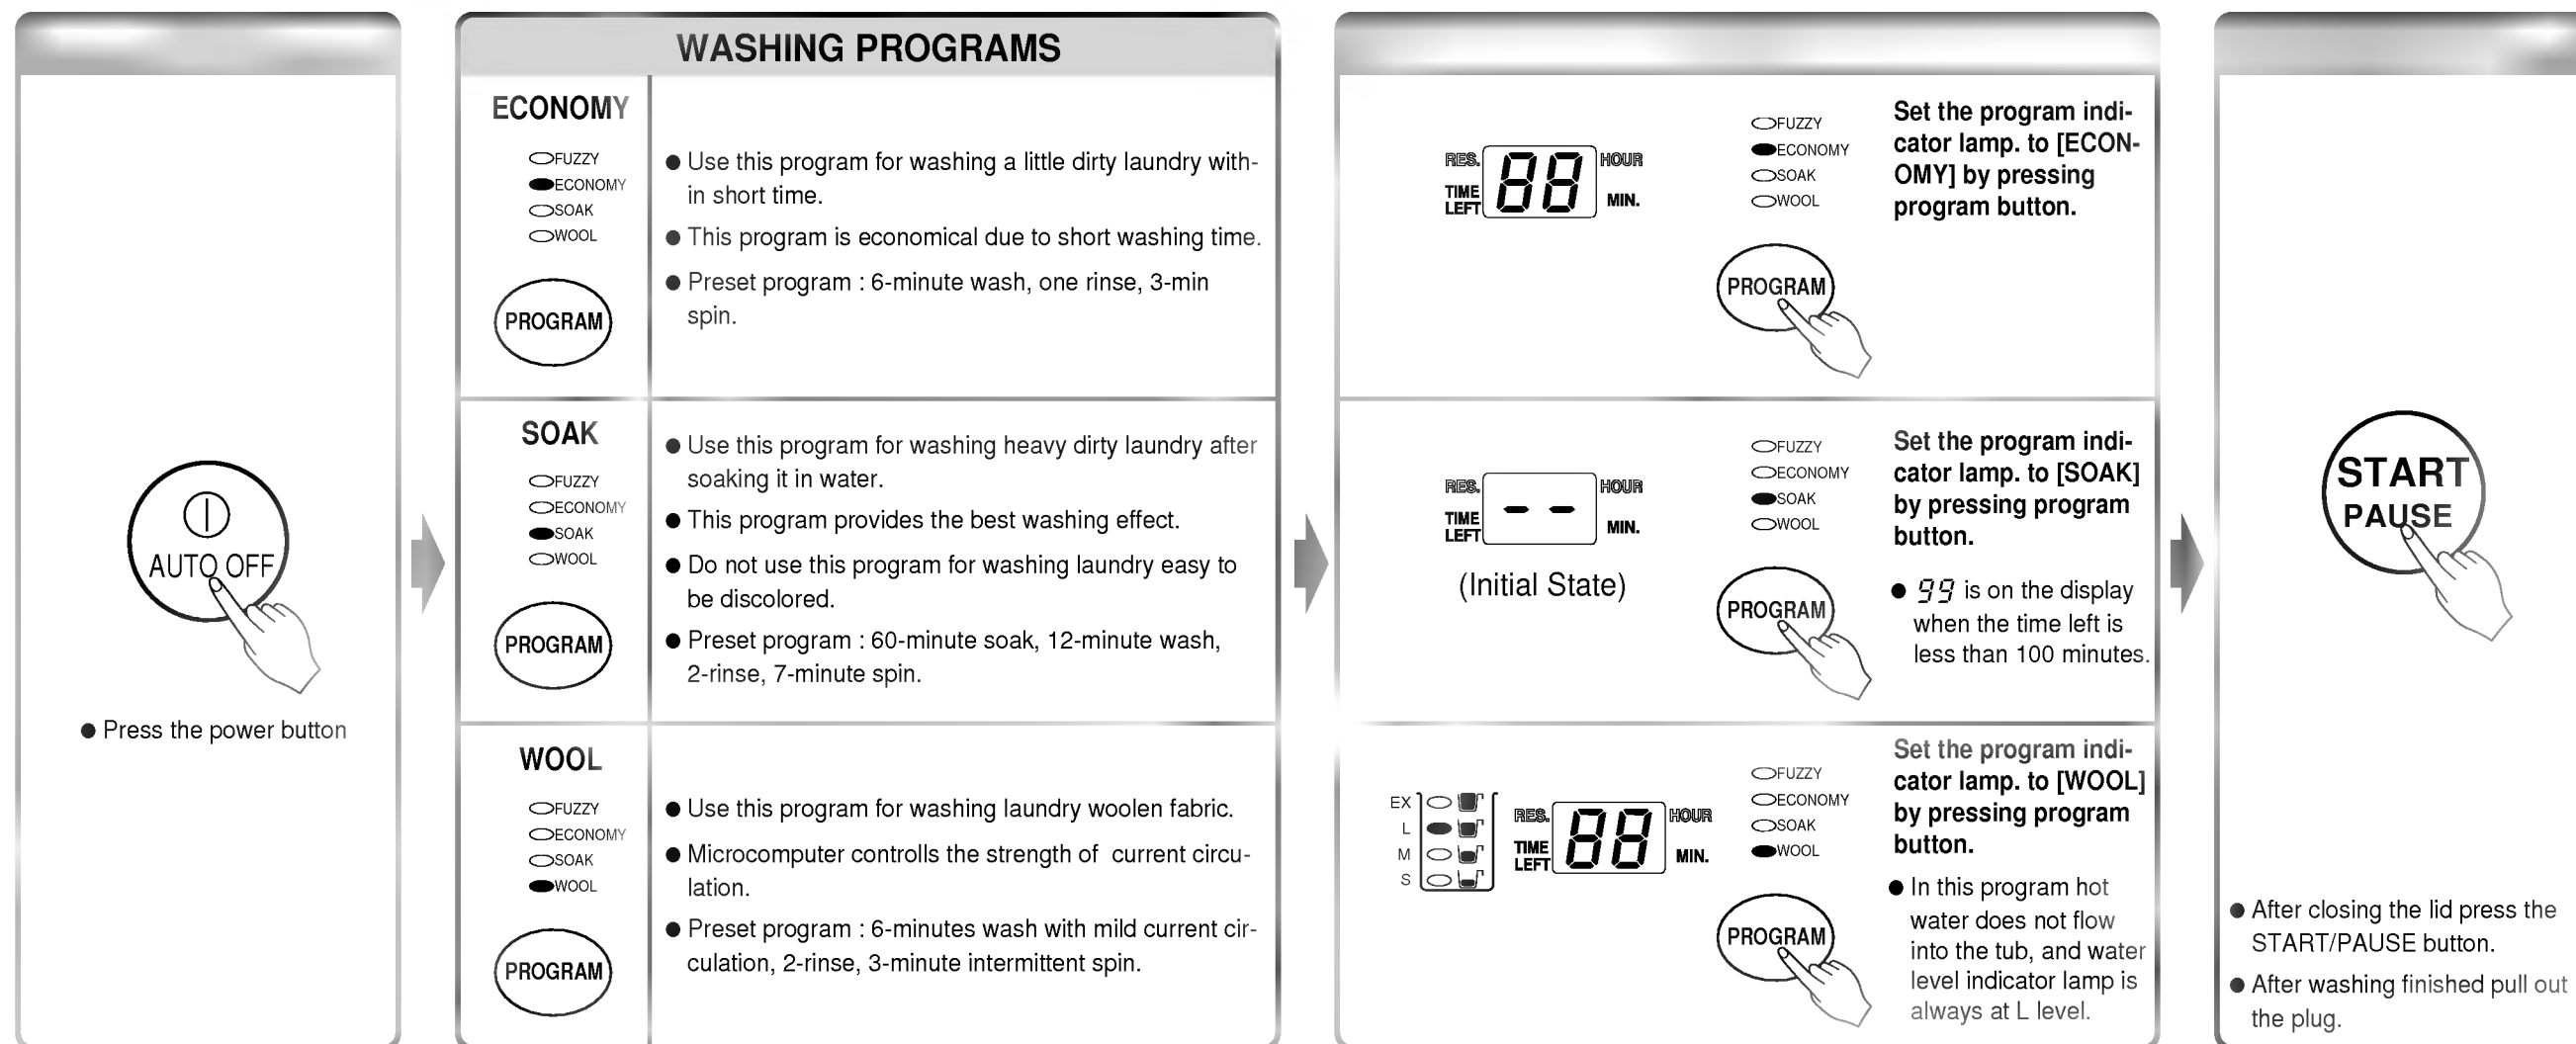 AUTO OFF
● Press the power button
WASHING PROGRAMS
ECONOMY
FUZZY
ECONOMY
SOAK
WOOL
PROGRAM
● Use this program for washing a little dirty laundry with-
in short time.
● This program is economical due to short washing time.
● Preset program : 6-minute wash, one rinse, 3-min
spin.
SOAK
FUZZY
ECONOMY
SOAK
WOOL
PROGRAM
● Use this program for washing heavy dirty laundry after
soaking it in water.
● This program provides the best washing effect.
● Do not use this program for washing laundry easy to
be discolored.
● Preset program : 60-minute soak, 12-minute wash,
2-rinse, 7-minute spin.
WOOL
FUZZY
ECONOMY
SOAK
WOOL
PROGRAM
● Use this program for washing laundry woolen fabric.
● Microcomputer controlls the strength of current circu-
lation.
● Preset program : 6-minutes wash with mild current cir-
culation, 2-rinse, 3-minute intermittent spin.
RES. 88 HOUR
TIME
LEFT MIN.
FUZZY
ECONOMY
SOAK
WOOL
PROGRAM
Set the program indi-
cator lamp. to [ECON-
OMY] by pressing
program button.
RES. -- HOUR
TIME
LEFT MIN.
(Initial State)
FUZZY
ECONOMY
SOAK
WOOL
PROGRAM
Set the program indi-
cator lamp. to [SOAK]
by pressing program
button.
● 99 is on the display
when the time left is
less than 100 minutes.
EX
L
M
S
RES. 88 HOUR
TIME
LEFT MIN.
FUZZY
ECONOMY
SOAK
WOOL
PROGRAM
Set the program indi-
cator lamp. to [WOOL]
by pressing program
button.
● In this program hot
water does not flow
into the tub, and water
level indicator lamp is
always at L level.
START
PAUSE
● After closing the lid press the
START/PAUSE button.
● After washing finished pull out
the plug.